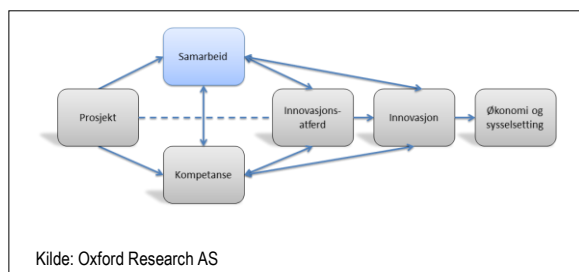 Samarbeid
Prosjekt
Innovasjons-
atferd
Innovasjon
Økonomi og
sysselsetting
Kompetanse
Kilde: Oxford Research AS